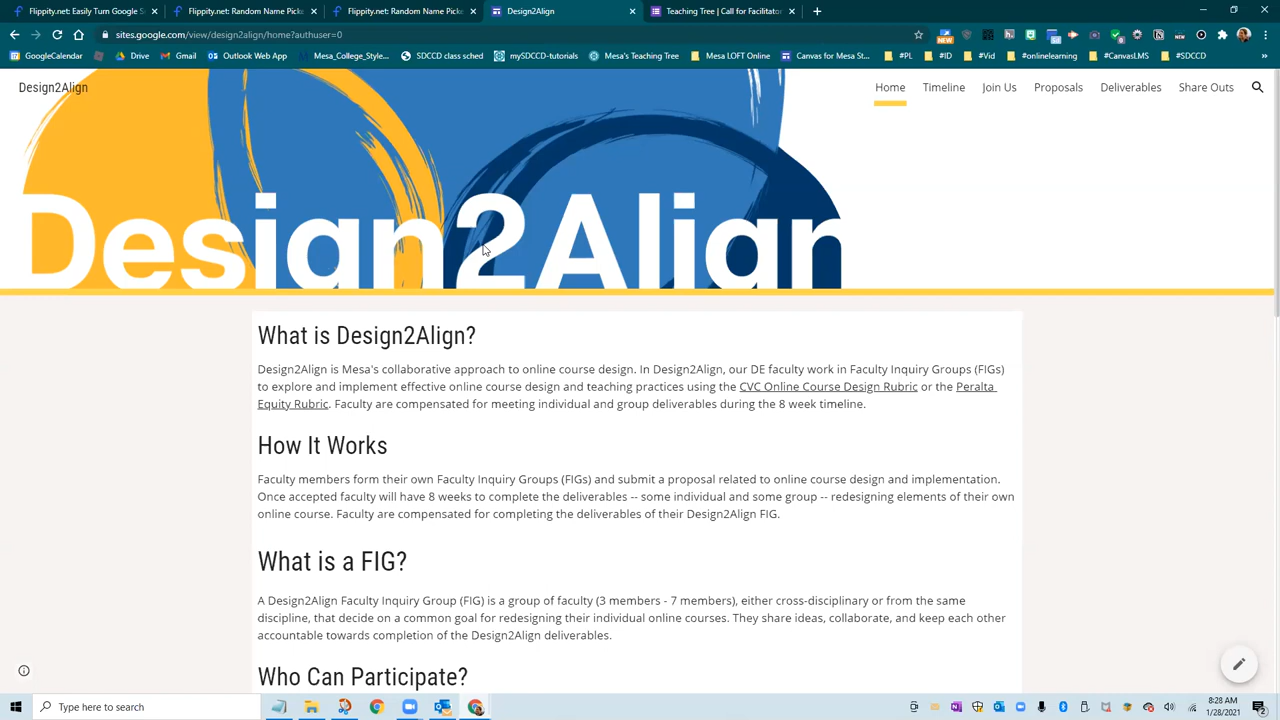 Flippity.net Easily Turn Google S
Flippity.net Random Name Picke
Flippity.net Random Name Picke
Design2Align
Teaching Tree | Call for Facilitator
sites.google.com/view/design2align/home?authuser=0
GoogleCalendar
Drive
Gmail
Outlook Web App
Mesa_College_Style...
SDCCD class sched
mySDCCD-tutorials
Mesa's Teaching Tree
Mesa LOFT Online
Canvas for Mesa St...
#PL
#ID
#Vid
#onlinelearning
#CanvasLMS
#SDCCD
»
Design2Align
Home
Timeline
Join Us
Proposals
Deliverables
Share Outs
Design2Align
What is Design2Align?
Design2Align is Mesa's collaborative approach to online course design. In Design2Align, our DE faculty work in Faculty Inquiry Groups (FIGs)
to explore and implement effective online course design and teaching practices using the CVC Online Course Design Rubric or the Peralta
Equity Rubric. Faculty are compensated for meeting individual and group deliverables during the 8 week timeline.
How It Works
Faculty members form their own Faculty Inquiry Groups (FIGs) and submit a proposal related to online course design and implementation.
Once accepted faculty will have 8 weeks to complete the deliverables -- some individual and some group -- redesigning elements of their own
online course. Faculty are compensated for completing the deliverables of their Design2Align FIG.
What is a FIG?
A Design2Align Faculty Inquiry Group (FIG) is a group of faculty (3 members - 7 members), either cross-disciplinary or from the same
discipline, that decide on a common goal for redesigning their individual online courses. They share ideas, collaborate, and keep each other
accountable towards completion of the Design2Align deliverables.
Who Can Participate?
Type here to search
8:28 AM
1/28/2021